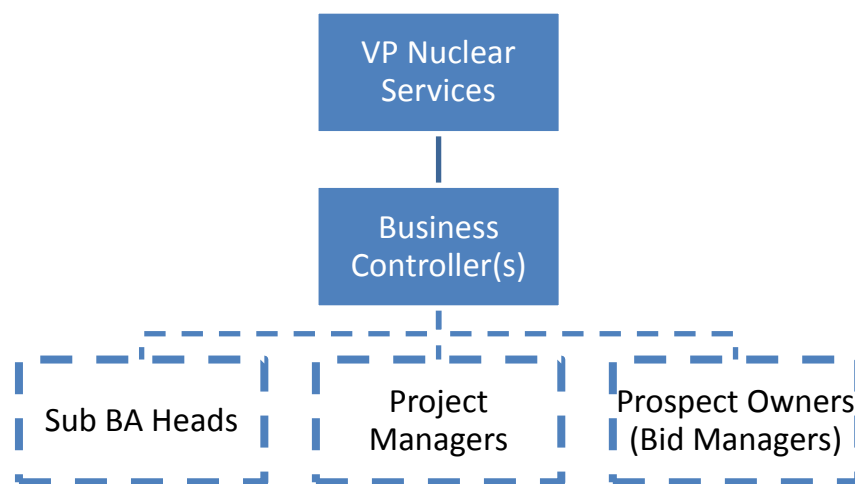 VP Nuclear
Services
Business
Controller(s)
Sub BA Heads
Project
Managers
Prospect Owners
(Bid Managers)